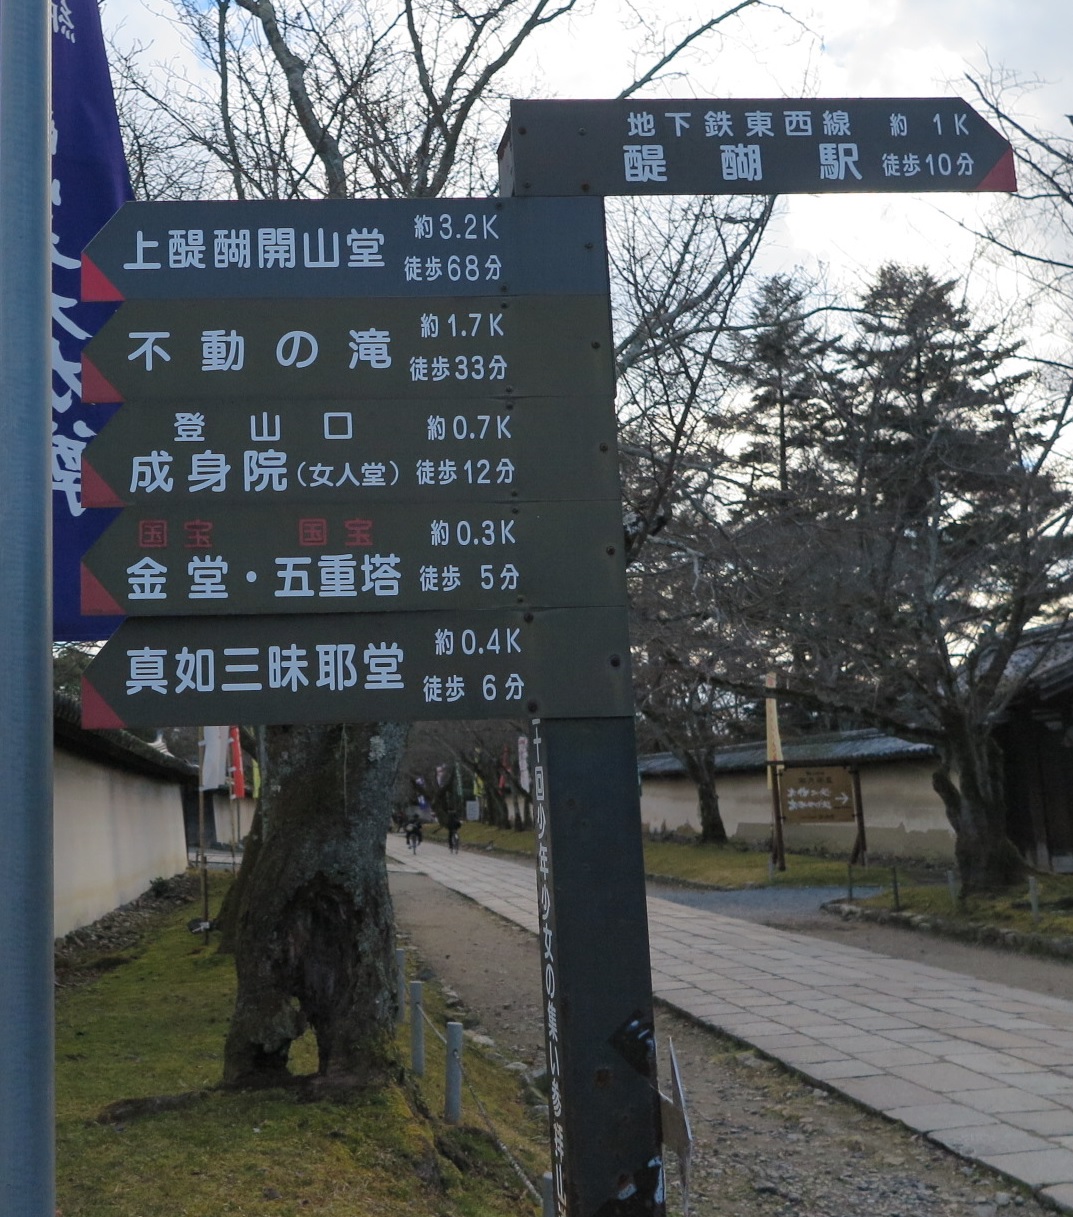 地下鉄東西線 約 1K
醍醐駅 徒歩10分
上醍醐開山堂 約3.2K
徒歩68分
不動の滝 約1.7K
徒歩33分
登山口 約0.7K
成身院(女人堂) 徒歩12分
国宝 国宝 約0.3K
金堂・五重塔 徒歩 5分
真如三昧耶堂 約0.4K
徒歩 6分
十回少年少女の集い参